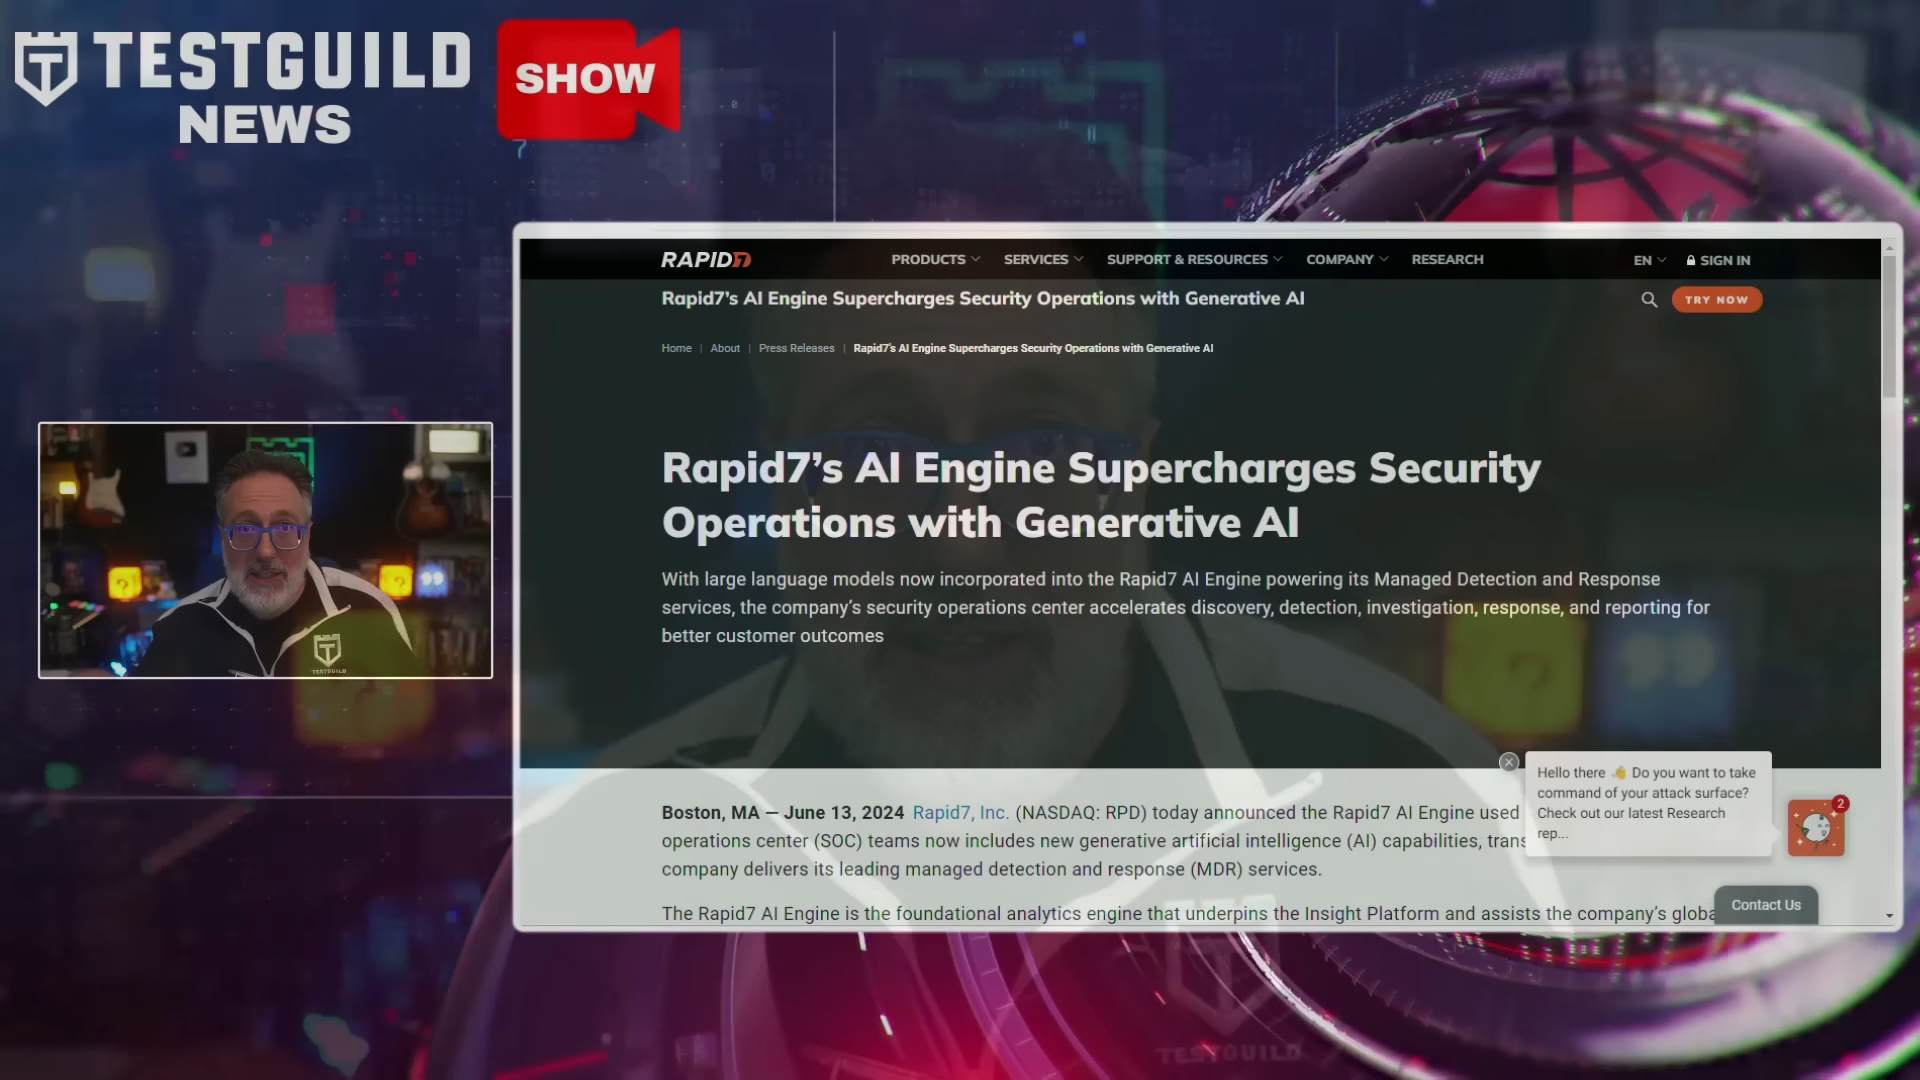 TESTGUILD
NEWS
SHOW
RAPID7
PRODUCTS
SERVICES
SUPPORT & RESOURCES
COMPANY
RESEARCH
EN
SIGN IN
Rapid7's AI Engine Supercharges Security Operations with Generative AI
TRY NOW
Home | About | Press Releases | Rapid7's AI Engine Supercharges Security Operations with Generative AI
Rapid7's AI Engine Supercharges Security
Operations with Generative AI
With large language models now incorporated into the Rapid7 AI Engine powering its Managed Detection and Response
services, the company's security operations center accelerates discovery, detection, investigation, response, and reporting for
better customer outcomes
Boston, MA — June 13, 2024 Rapid7, Inc. (NASDAQ: RPD) today announced the Rapid7 AI Engine used
operations center (SOC) teams now includes new generative artificial intelligence (AI) capabilities, trans
company delivers its leading managed detection and response (MDR) services.
The Rapid7 AI Engine is the foundational analytics engine that underpins the Insight Platform and assists the company's globa
Hello there 👋 Do you want to take
command of your attack surface?
Check out our latest Research
rep...
2
Contact Us
TESTGUILD
TESTGUILD